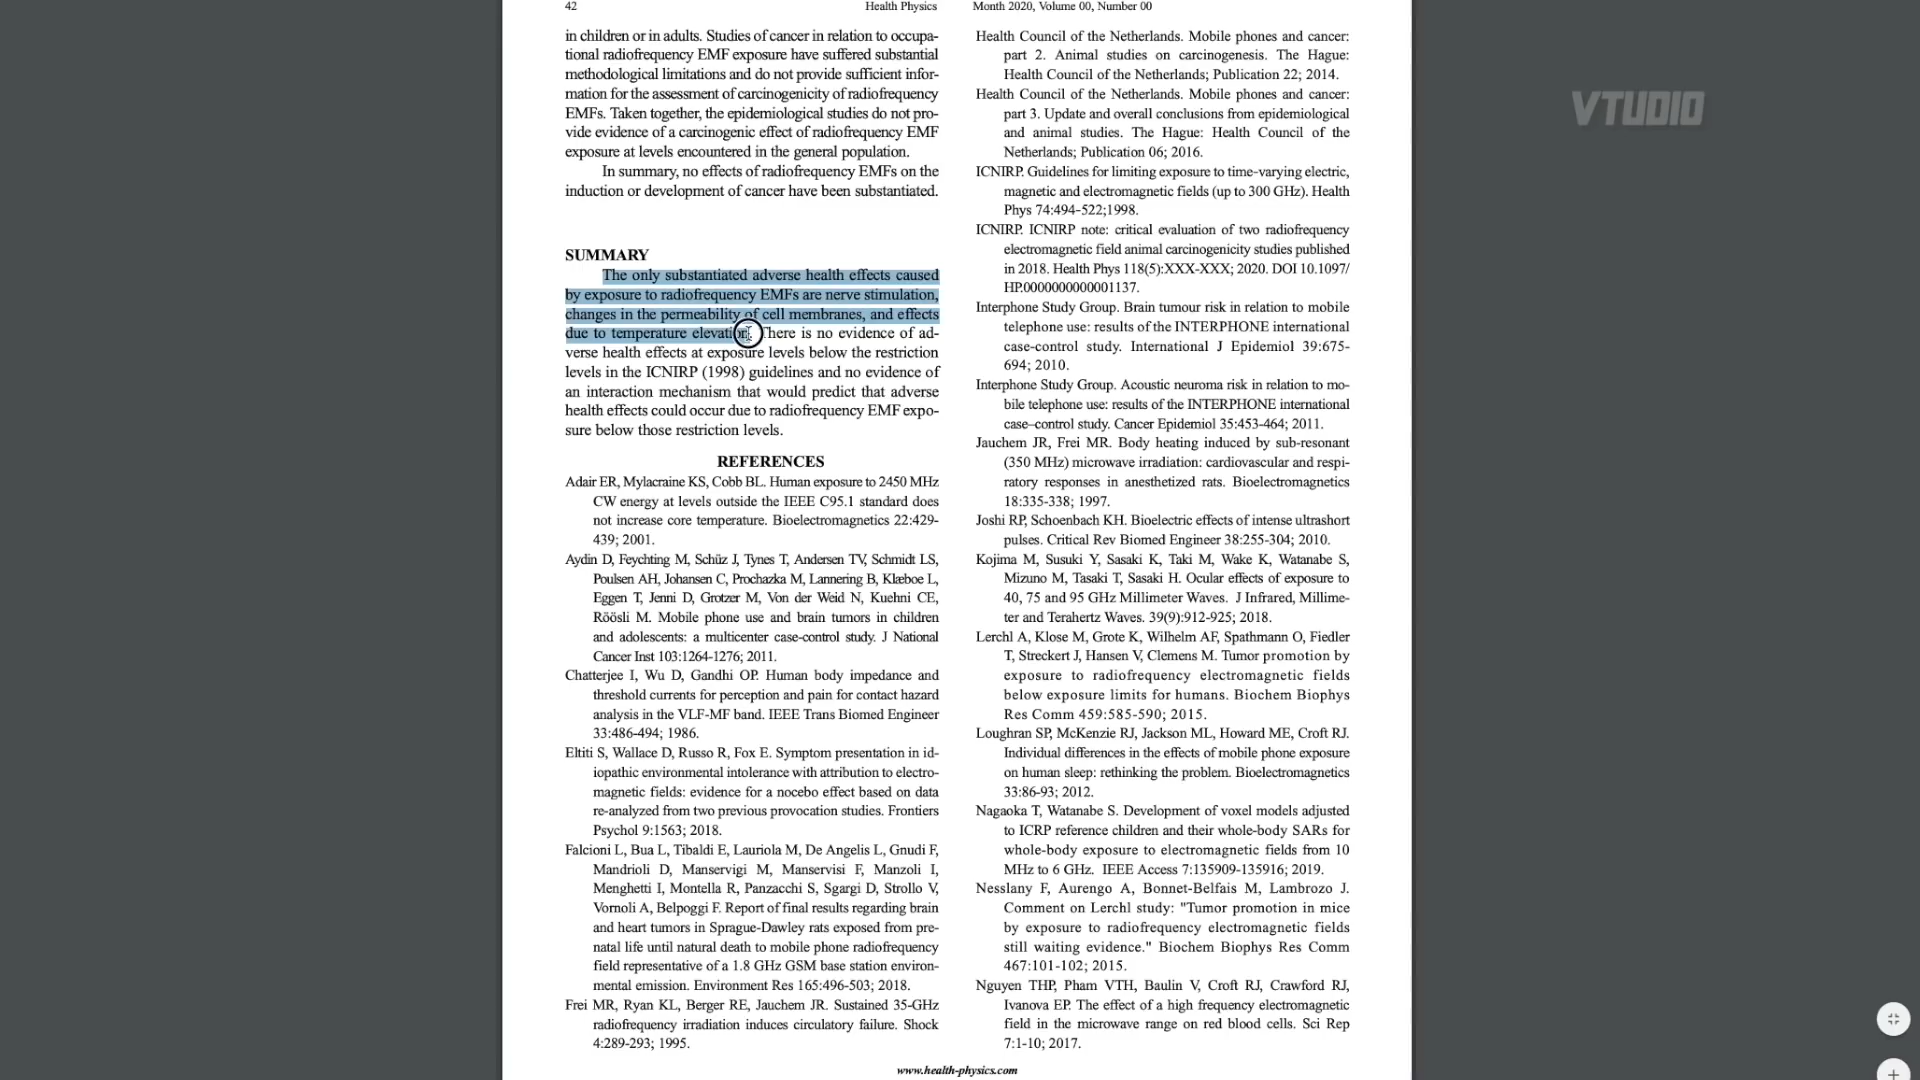 42
Health Physics
Month 2020, Volume 00, Number 00
in children or in adults. Studies of cancer in relation to occupa-
tional radiofrequency EMF exposure have suffered substantial
methodological limitations and do not provide sufficient infor-
mation for the assessment of carcinogenicity of radiofrequency
EMFs. Taken together, the epidemiological studies do not pro-
vide evidence of a carcinogenic effect of radiofrequency EMF
exposure at levels encountered in the general population.
In summary, no effects of radiofrequency EMFs on the
induction or development of cancer have been substantiated.
SUMMARY
The only substantiated adverse health effects caused
by exposure to radiofrequency EMFs are nerve stimulation,
changes in the permeability of cell membranes, and effects
due to temperature elevation. There is no evidence of ad-
verse health effects at exposure levels below the restriction
levels in the ICNIRP (1998) guidelines and no evidence of
an interaction mechanism that would predict that adverse
health effects could occur due to radiofrequency EMF expo-
sure below those restriction levels.
REFERENCES
Adair ER, Mylacraine KS, Cobb BL. Human exposure to 2450 MHz
CW energy at levels outside the IEEE C95.1 standard does
not increase core temperature. Bioelectromagnetics 22:429-
439; 2001.
Aydin D, Feychting M, Schüz J, Tynes T, Andersen TV, Schmidt LS,
Poulsen AH, Johansen C, Prochazka M, Lannering B, Klæboe L,
Eggen T, Jenni D, Grotzer M, Von der Weid N, Kuehni CE,
Röösli M. Mobile phone use and brain tumors in children
and adolescents: a multicenter case-control study. J National
Cancer Inst 103:1264-1276; 2011.
Chatterjee I, Wu D, Gandhi OP. Human body impedance and
threshold currents for perception and pain for contact hazard
analysis in the VLF-MF band. IEEE Trans Biomed Engineer
33:486-494; 1986.
Eltiti S, Wallace D, Russo R, Fox E. Symptom presentation in id-
iopathic environmental intolerance with attribution to electro-
magnetic fields: evidence for a nocebo effect based on data
re-analyzed from two previous provocation studies. Frontiers
Psychol 9:1563; 2018.
Falcioni L, Bua L, Tibaldi E, Lauriola M, De Angelis L, Gnudi F,
Mandrioli D, Manservigi M, Manservisi F, Manzoli I,
Menghetti I, Montella R, Panzacchi S, Sgargi D, Strollo V,
Vornoli A, Belpoggi F. Report of final results regarding brain
and heart tumors in Sprague-Dawley rats exposed from pre-
natal life until natural death to mobile phone radiofrequency
field representative of a 1.8 GHz GSM base station environ-
mental emission. Environment Res 165:496-503; 2018.
Frei MR, Ryan KL, Berger RE, Jauchem JR. Sustained 35-GHz
radiofrequency irradiation induces circulatory failure. Shock
4:289-293; 1995.
Health Council of the Netherlands. Mobile phones and cancer:
part 2. Animal studies on carcinogenesis. The Hague:
Health Council of the Netherlands; Publication 22; 2014.
Health Council of the Netherlands. Mobile phones and cancer:
part 3. Update and overall conclusions from epidemiological
and animal studies. The Hague: Health Council of the
Netherlands; Publication 06; 2016.
ICNIRP. Guidelines for limiting exposure to time-varying electric,
magnetic and electromagnetic fields (up to 300 GHz). Health
Phys 74:494-522;1998.
ICNIRP. ICNIRP note: critical evaluation of two radiofrequency
electromagnetic field animal carcinogenicity studies published
in 2018. Health Phys 118(5):XXX-XXX; 2020. DOI 10.1097/
HP.0000000000001137.
Interphone Study Group. Brain tumour risk in relation to mobile
telephone use: results of the INTERPHONE international
case-control study. International J Epidemiol 39:675-
694; 2010.
Interphone Study Group. Acoustic neuroma risk in relation to mo-
bile telephone use: results of the INTERPHONE international
case–control study. Cancer Epidemiol 35:453-464; 2011.
Jauchem JR, Frei MR. Body heating induced by sub-resonant
(350 MHz) microwave irradiation: cardiovascular and respi-
ratory responses in anesthetized rats. Bioelectromagnetics
18:335-338; 1997.
Joshi RP, Schoenbach KH. Bioelectric effects of intense ultrashort
pulses. Critical Rev Biomed Engineer 38:255-304; 2010.
Kojima M, Susuki Y, Sasaki K, Taki M, Wake K, Watanabe S,
Mizuno M, Tasaki T, Sasaki H. Ocular effects of exposure to
40, 75 and 95 GHz Millimeter Waves. J Infrared, Millime-
ter and Terahertz Waves. 39(9):912-925; 2018.
Lerchl A, Klose M, Grote K, Wilhelm AF, Spathmann O, Fiedler
T, Streckert J, Hansen V, Clemens M. Tumor promotion by
exposure to radiofrequency electromagnetic fields
below exposure limits for humans. Biochem Biophys
Res Comm 459:585-590; 2015.
Loughran SP, McKenzie RJ, Jackson ML, Howard ME, Croft RJ.
Individual differences in the effects of mobile phone exposure
on human sleep: rethinking the problem. Bioelectromagnetics
33:86-93; 2012.
Nagaoka T, Watanabe S. Development of voxel models adjusted
to ICRP reference children and their whole-body SARs for
whole-body exposure to electromagnetic fields from 10
MHz to 6 GHz. IEEE Access 7:135909-135916; 2019.
Nesslany F, Aurengo A, Bonnet-Belfais M, Lambrozo J.
Comment on Lerchl study: "Tumor promotion in mice
by exposure to radiofrequency electromagnetic fields
still waiting evidence." Biochem Biophys Res Comm
467:101-102; 2015.
Nguyen THP, Pham VTH, Baulin V, Croft RJ, Crawford RJ,
Ivanova EP. The effect of a high frequency electromagnetic
field in the microwave range on red blood cells. Sci Rep
7:1-10; 2017.
www.health-physics.com
VTUDIO